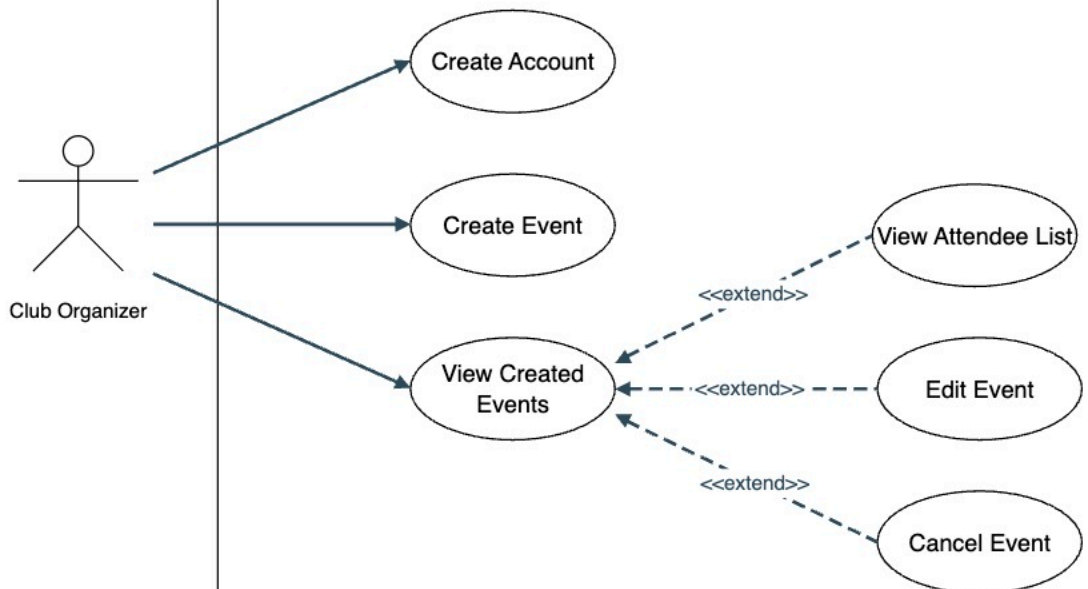 Create Account
Create Event
View Attendee List
Club Organizer
<<extend>>
View Created
Events
<<extend>>
Edit Event
<<extend>>
Cancel Event